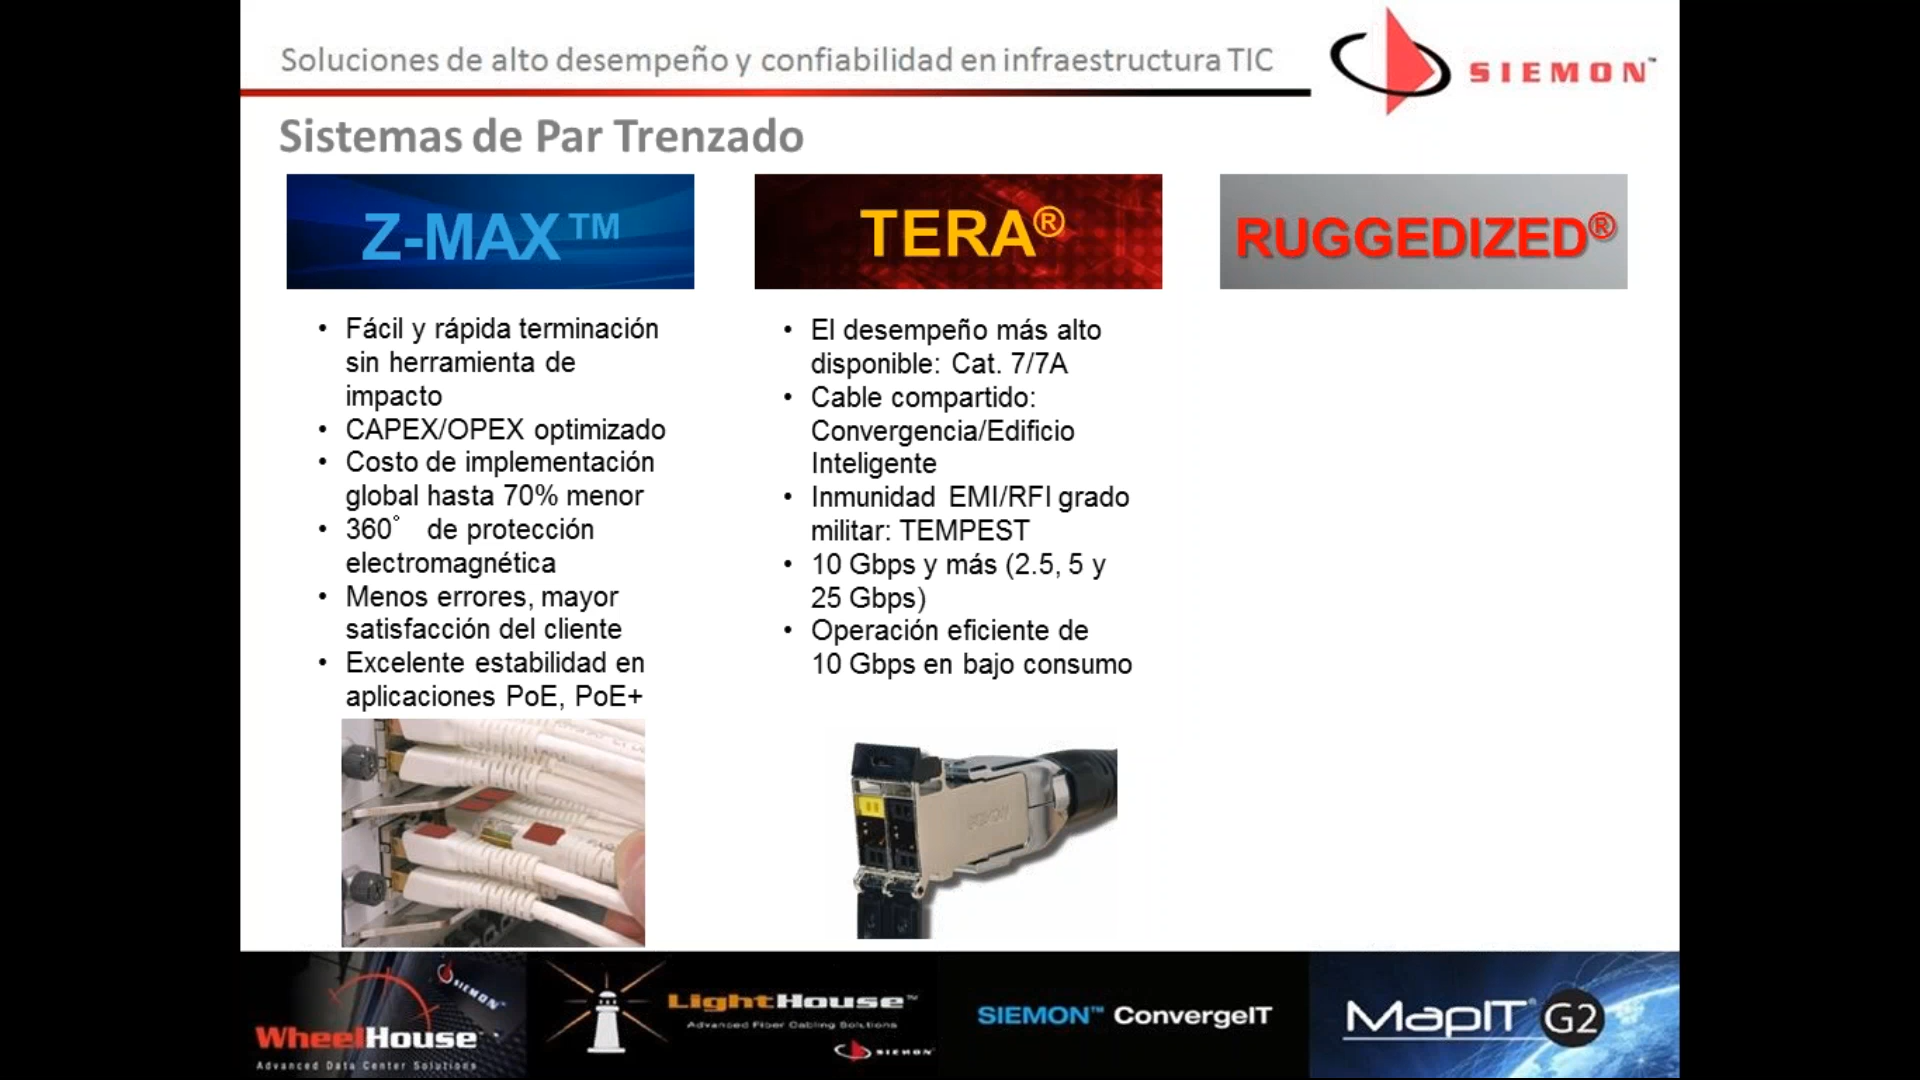 Soluciones de alto desempeño y confiabilidad en infraestructura TIC
SIEMON™
Sistemas de Par Trenzado
Z-MAX™
TERA®
RUGGEDIZED®
• Fácil y rápida terminación
sin herramienta de
impacto
• CAPEX/OPEX optimizado
• Costo de implementación
global hasta 70% menor
• 360° de protección
electromagnética
• Menos errores, mayor
satisfacción del cliente
• Excelente estabilidad en
aplicaciones PoE, PoE+
• El desempeño más alto
disponible: Cat. 7/7A
• Cable compartido:
Convergencia/Edificio
Inteligente
• Inmunidad EMI/RFI grado
militar: TEMPEST
• 10 Gbps y más (2.5, 5 y
25 Gbps)
• Operación eficiente de
10 Gbps en bajo consumo
SIEMON
SIEMON
WheelHouse™
Advanced Data Center Solutions
LightHouse™
Advanced Fiber Cabling Solutions
SIEMON
SIEMON™ ConvergeIT
MapIT® G2